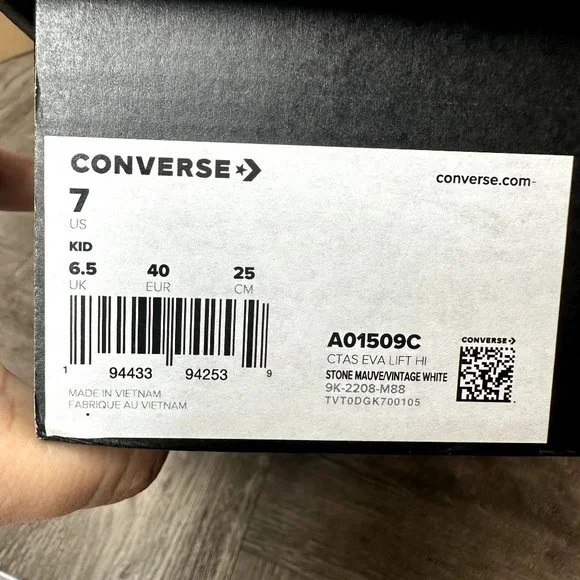 CONVERSE
converse.com-
7
US
KID
6.5 40 25
UK EUR CM
1 94433 94253 9
MADE IN VIETNAM
FABRIQUE AU VIETNAM
A01509C
CTAS EVA LIFT HI
STONE MAUVE/VINTAGE WHITE
9K-2208-M88
TVT0DGK700105
CONVERSE